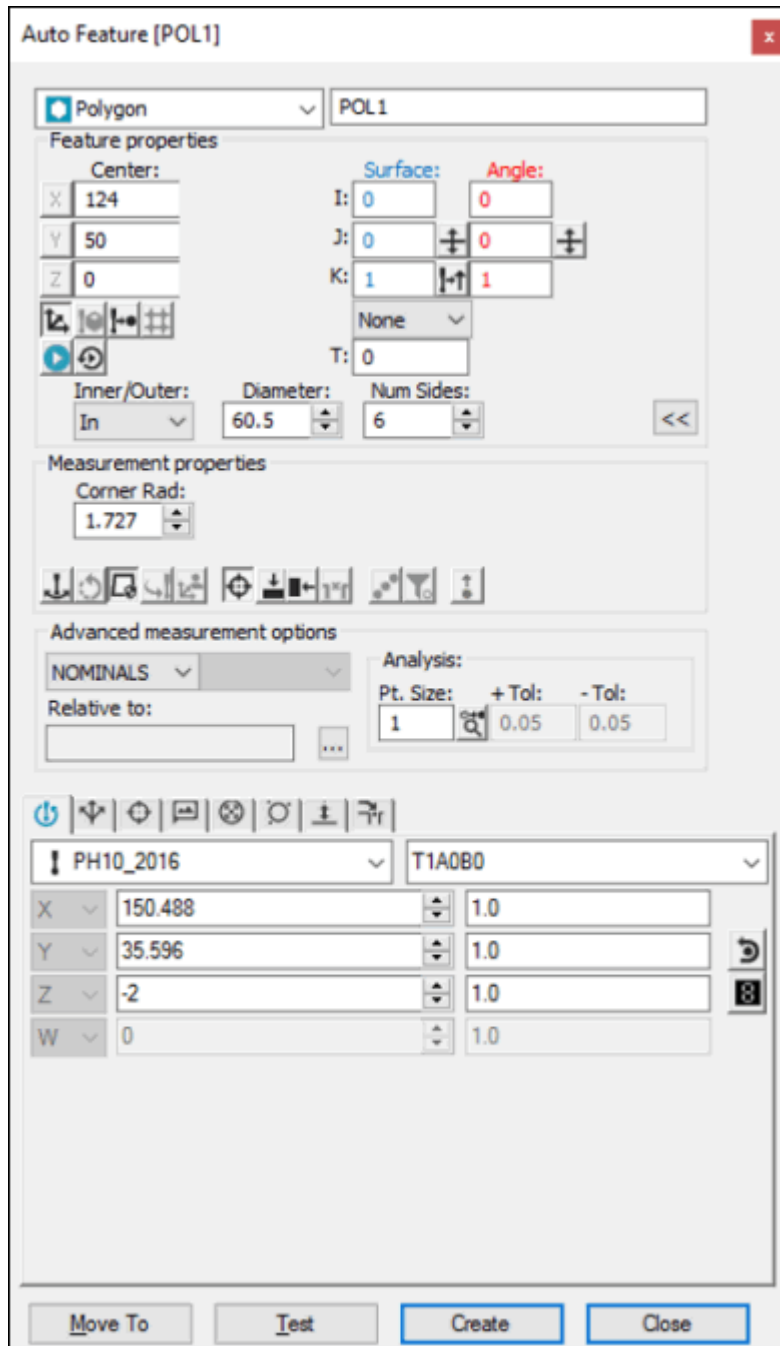 Auto Feature [POL1]
x
Polygon POL1
Feature properties
Center: Surface: Angle:
X 124 I: 0 0
Y 50 J: 0 0
Z 0 K: 1 1
None
T: 0
Inner/Outer: Diameter: Num Sides:
In 60.5 6 <<
Measurement properties
Corner Rad:
1.727
Advanced measurement options
NOMINALS Analysis:
Relative to: Pt. Size: + Tol: - Tol:
... 1 0.05 0.05
PH10_2016 T1A0B0
X 150.488 1.0
Y 35.596 1.0
Z -2 1.0
8
W 0 1.0
Move To Test Create Close